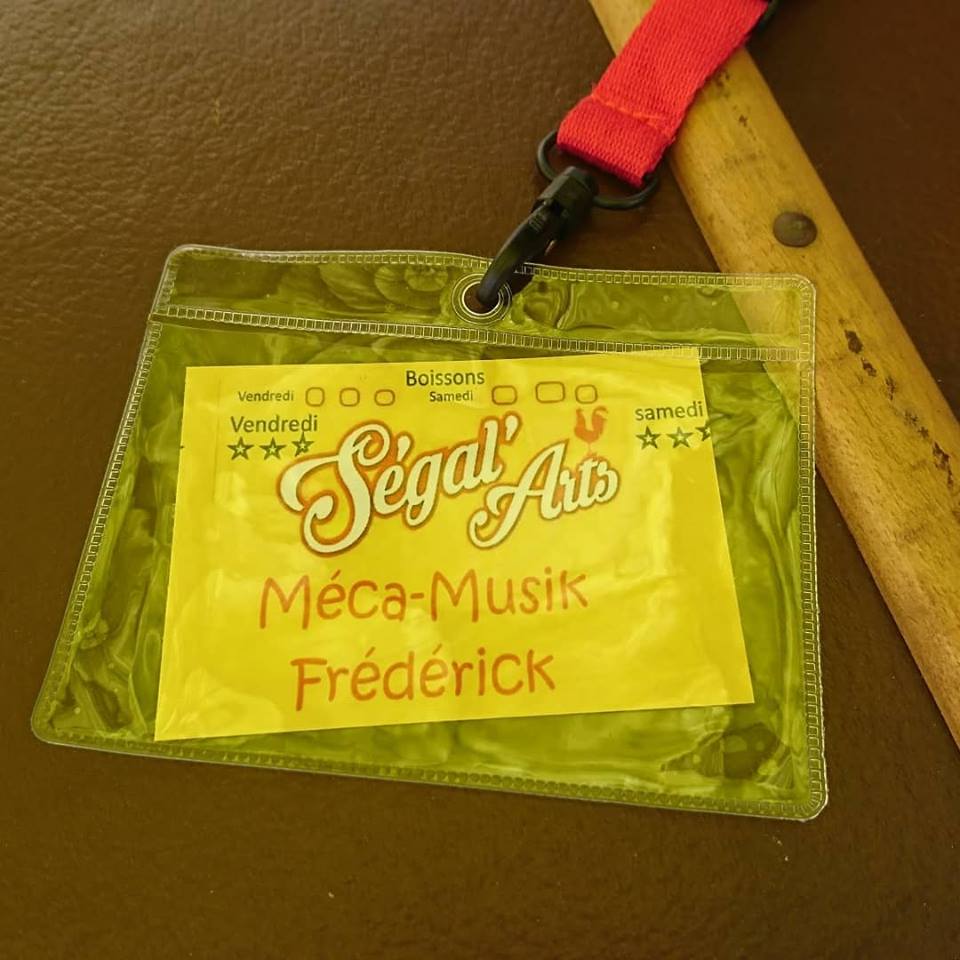 Boissons
Vendredi Samedi
Vendredi samedi
Ségal'
Arts
Méca-Musik
Frédérick